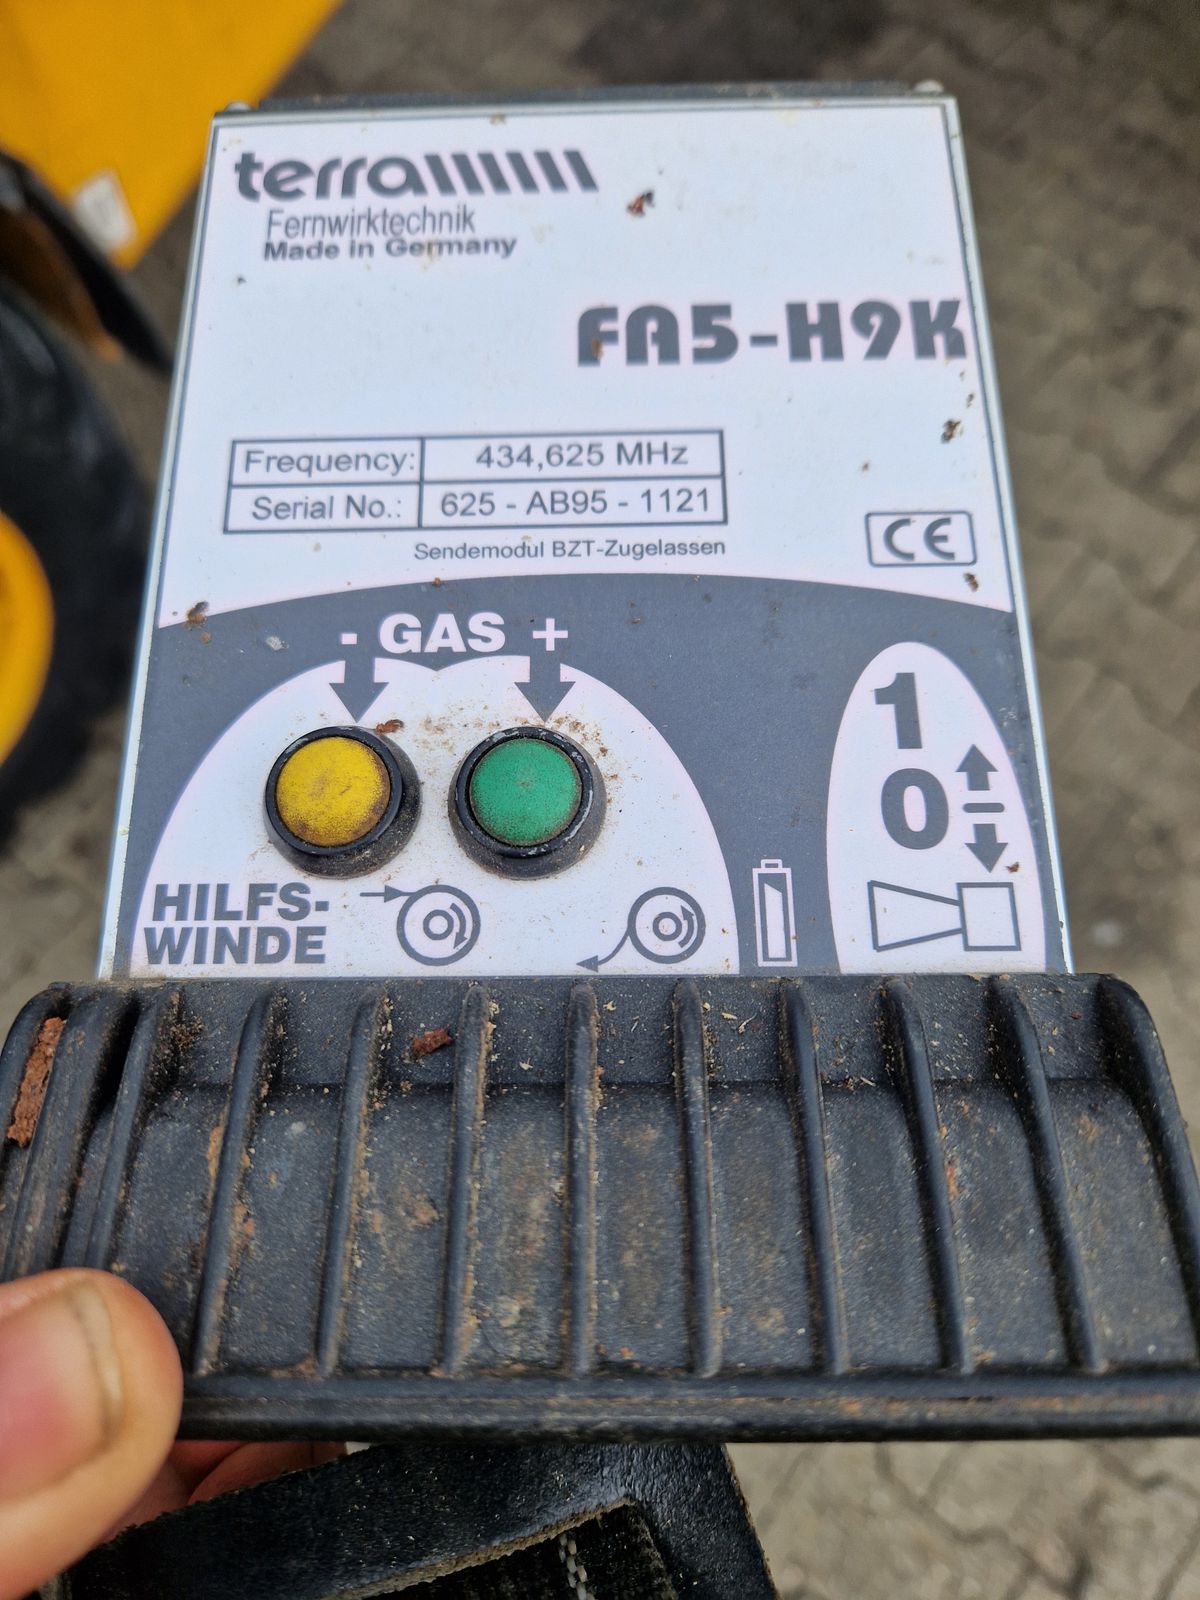 terra
Fernwirktechnik
Made in Germany
FA5-H9K
Frequency: 434,625 MHz
Serial No.: 625 - AB95 - 1121
Sendemodul BZT-Zugelassen
CE
- GAS +
1
0
HILFS-
WINDE